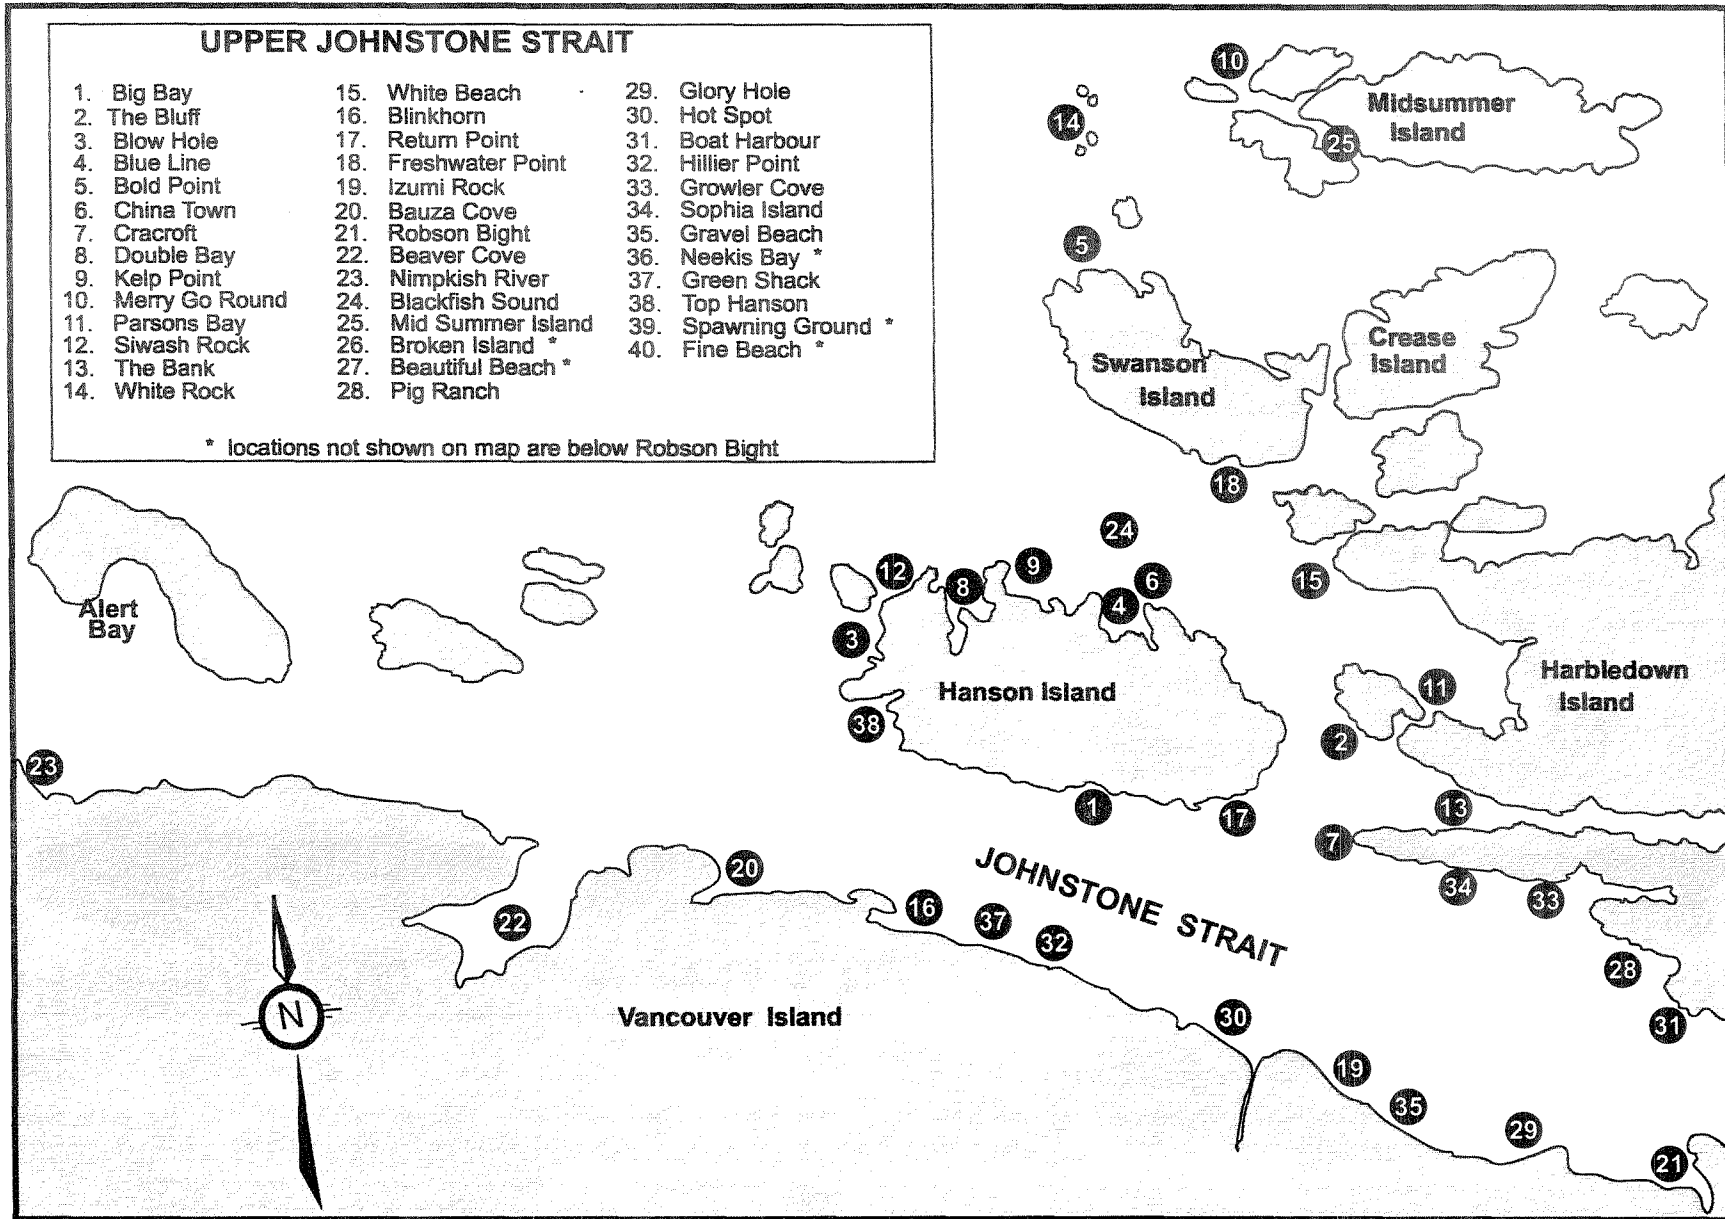 UPPER JOHNSTONE STRAIT
1. Big Bay
2. The Bluff
3. Blow Hole
4. Blue Line
5. Bold Point
6. China Town
7. Cracroft
8. Double Bay
9. Kelp Point
10. Merry Go Round
11. Parsons Bay
12. Siwash Rock
13. The Bank
14. White Rock
15. White Beach
16. Blinkhorn
17. Return Point
18. Freshwater Point
19. Izumi Rock
20. Bauza Cove
21. Robson Bight
22. Beaver Cove
23. Nimpkish River
24. Blackfish Sound
25. Mid Summer Island
26. Broken Island *
27. Beautiful Beach *
28. Pig Ranch
29. Glory Hole
30. Hot Spot
31. Boat Harbour
32. Hillier Point
33. Growler Cove
34. Sophia Island
35. Gravel Beach
36. Neekis Bay *
37. Green Shack
38. Top Hanson
39. Spawning Ground *
40. Fine Beach *
* locations not shown on map are below Robson Bight
10
Midsummer
Island
14
25
5
Crease
Island
Swanson
Island
18
24
12
8
9
6
4
15
Alert
Bay
3
Hanson Island
Harbledown
Island
11
38
2
23
1
17
13
7
JOHNSTONE STRAIT
20
34
33
22
16
37
32
28
N
Vancouver Island
30
31
19
35
29
21